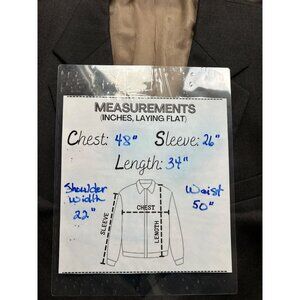 MEASUREMENTS
(INCHES, LAYING FLAT)
Chest: 48" Sleeve: 26"
Length: 34"
Shoulder
width
22"
Waist
50"
CHEST
SLEEVE
LENGTH